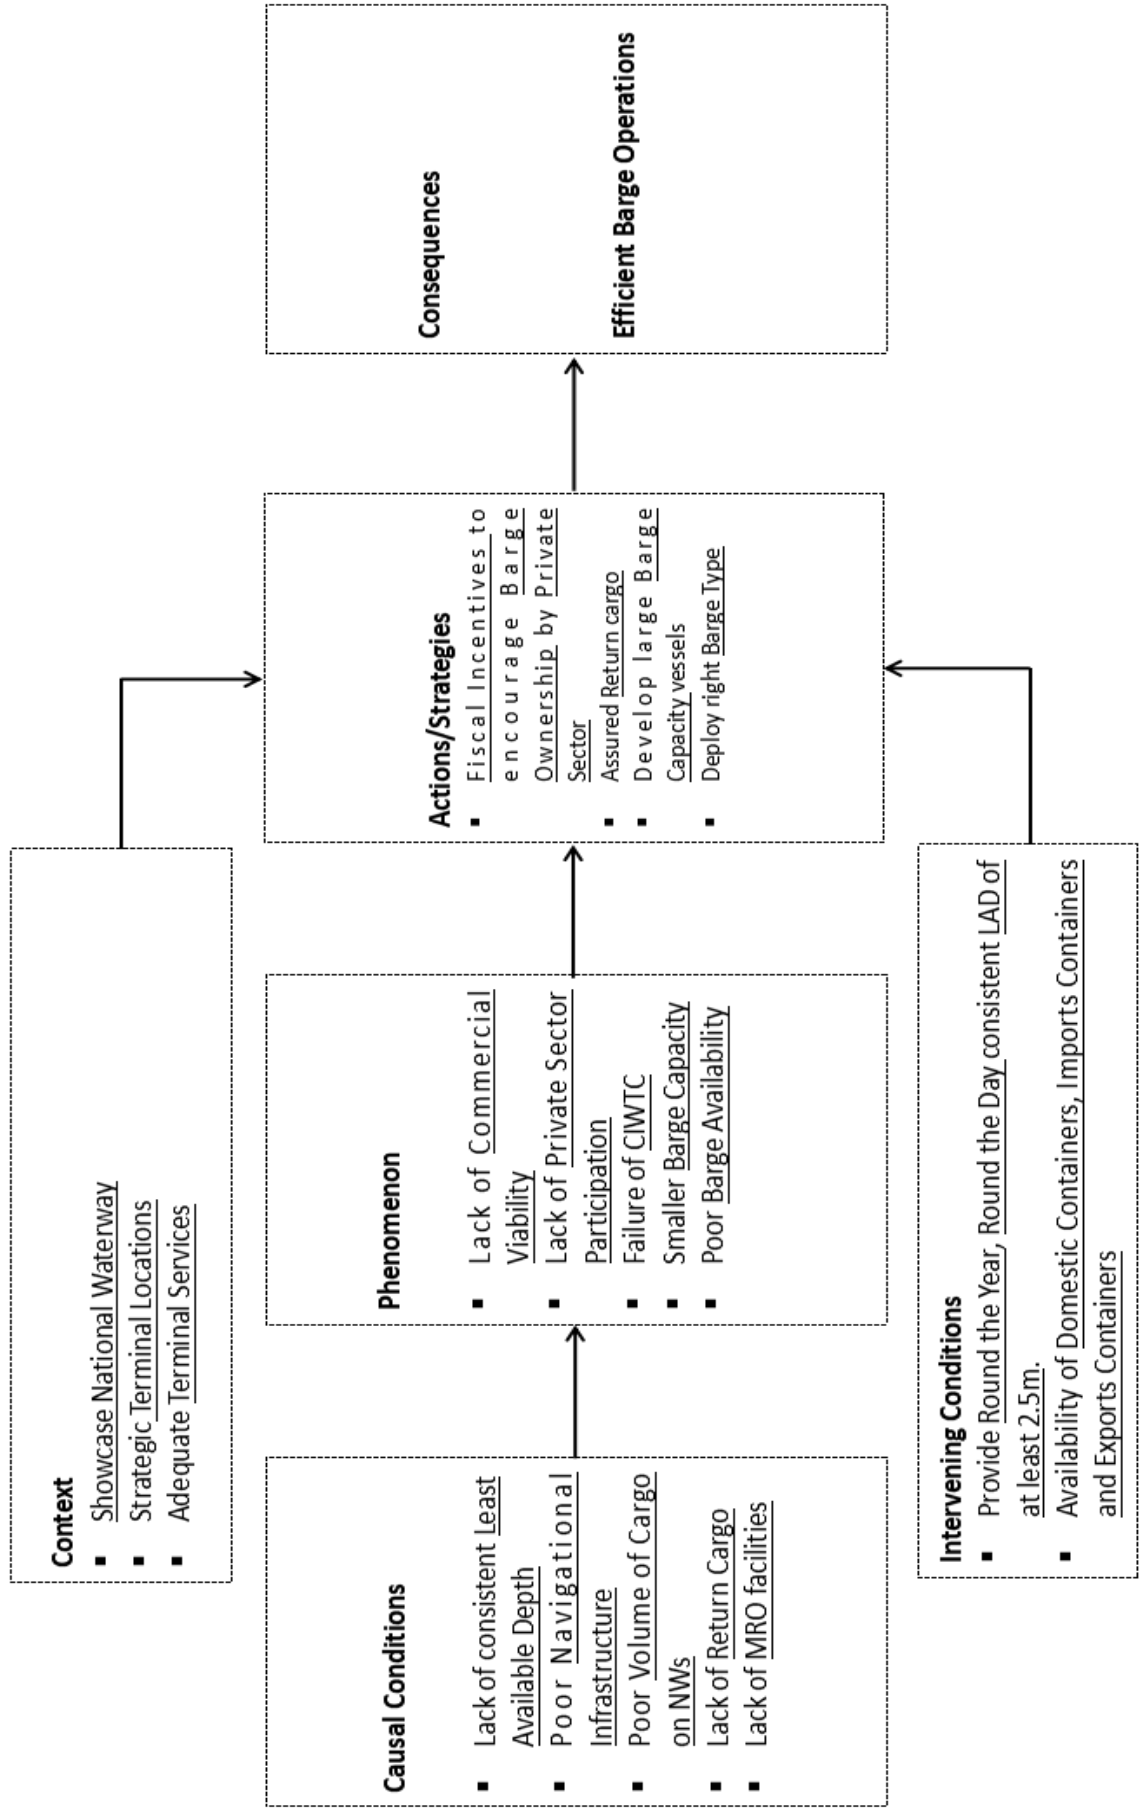 Context
▪ Showcase National Waterway
▪ Strategic Terminal Locations
▪ Adequate Terminal Services
Causal Conditions
▪ Lack of consistent Least
Available Depth
▪ Poor Navigational
Infrastructure
▪ Poor Volume of Cargo
on NWs
▪ Lack of Return Cargo
▪ Lack of MRO facilities
Phenomenon
▪ Lack of Commercial
Viability
▪ Lack of Private Sector
Participation
▪ Failure of CIWTC
▪ Smaller Barge Capacity
▪ Poor Barge Availability
Actions/Strategies
▪ Fiscal Incentives to
encourage Barge
Ownership by Private
Sector
▪ Assured Return cargo
▪ Develop large Barge
Capacity vessels
▪ Deploy right Barge Type
Consequences
Efficient Barge Operations
Intervening Conditions
▪ Provide Round the Year, Round the Day consistent LAD of
at least 2.5m.
▪ Availability of Domestic Containers, Imports Containers
and Exports Containers